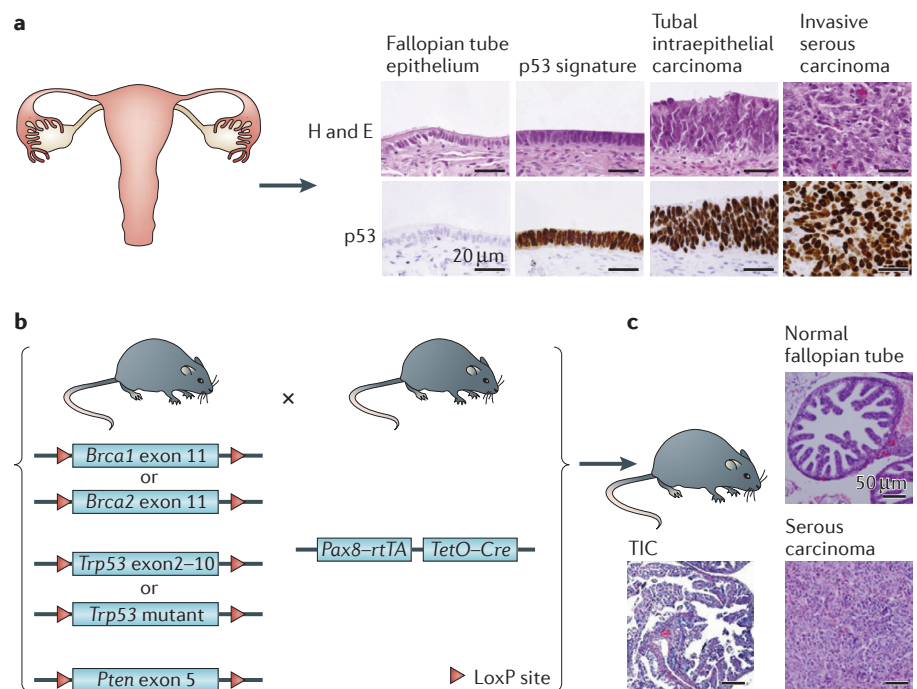 a
Fallopian tube
epithelium
p53 signature
Tubal
intraepithelial
carcinoma
Invasive
serous
carcinoma
H and E
p53
20 μm
b
×
Brca1 exon 11
or
Brca2 exon 11
Trp53 exon2–10
or
Trp53 mutant
Pten exon 5
Pax8–rtTA
TetO–Cre
LoxP site
c
Normal
fallopian tube
50 μm
TIC
Serous
carcinoma